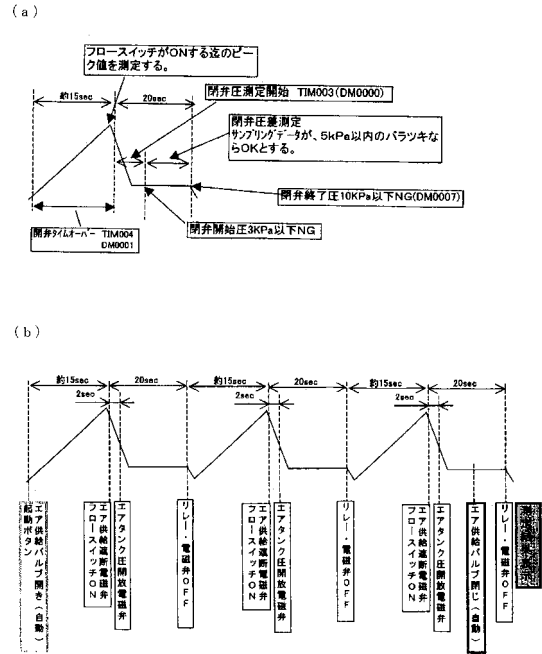 (a)
フロースイッチがONする迄のピー
ク値を測定する。
約15sec
20sec
閉弁圧測定開始 TIM003(DM0000)
閉弁圧差測定
サンプリングデータが、5kPa以内のバラツキな
らOKとする。
閉弁終了圧10KPa以下NG(DM0007)
閉弁開始圧3KPa以下NG
開弁タイムオーバー TIM004
DM0001
(b)
約15sec
20sec
約15sec
20sec
約15sec
20sec
2sec
2sec
2sec
エア供給バルブ開き(自動)
起動ボタン
エア供給遮断電磁弁
フロースイッチON
エアタンク圧開放電磁弁
リレー・電磁弁OFF
エア供給遮断電磁弁
フロースイッチON
エアタンク圧開放電磁弁
リレー・電磁弁OFF
エア供給遮断電磁弁
フロースイッチON
エアタンク圧開放電磁弁
エア供給バルブ閉じ(自動)
リレー・電磁弁OFF